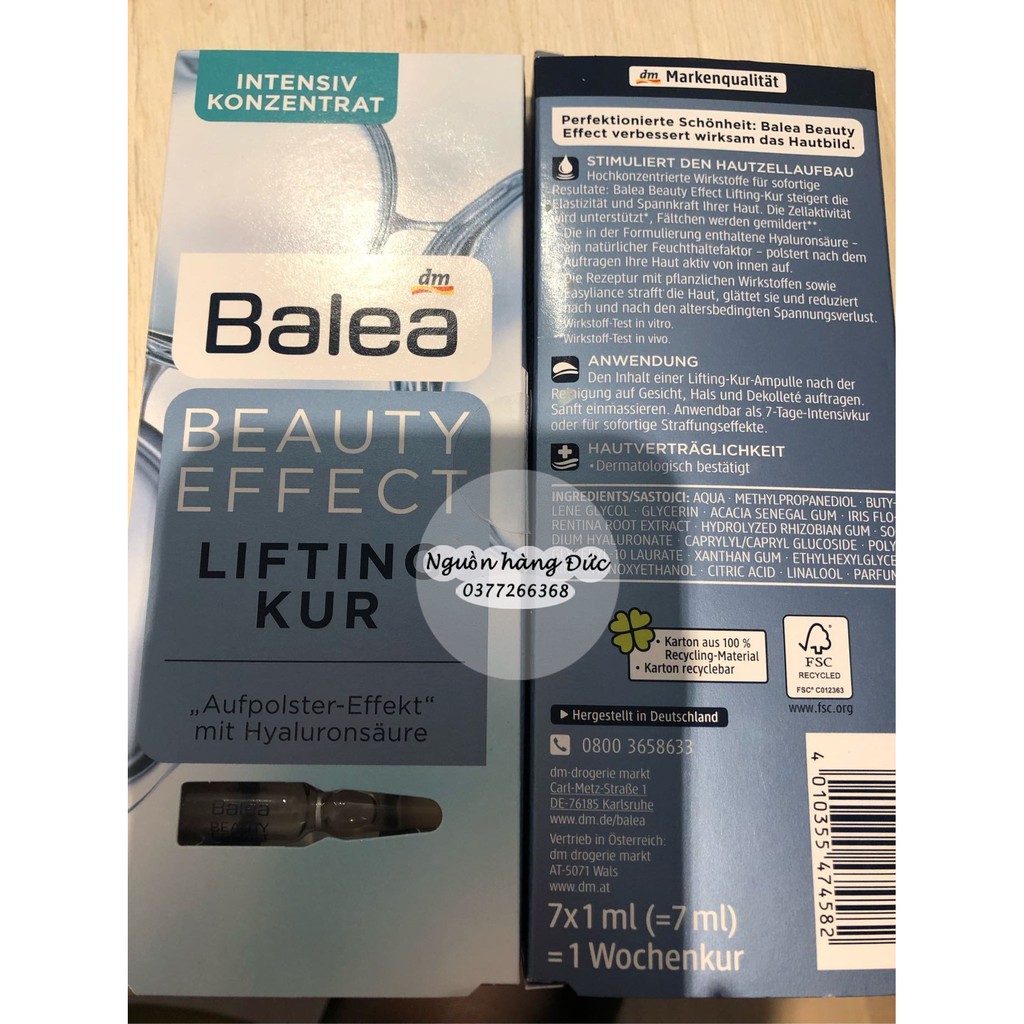 INTENSIV
KONZENTRAT
dm
Balea
BEAUTY
EFFECT
LIFTING
KUR
„Aufpolster-Effekt“
mit Hyaluronsäure
Balea
BEAUTY
dm Markenqualität
Perfektionierte Schönheit: Balea Beauty
Effect verbessert wirksam das Hautbild.
STIMULIERT DEN HAUTZELLAUFBAU
Hochkonzentrierte Wirkstoffe für sofortige
Resultate: Balea Beauty Effect Lifting-Kur steigert die
Elastizität und Spannkraft Ihrer Haut. Die Zellaktivität
wird unterstützt*, Fältchen werden gemildert**.
Die in der Formulierung enthaltene Hyaluronsäure –
ein natürlicher Feuchthaltefaktor – polstert nach dem
Auftragen Ihre Haut aktiv von innen auf.
Die Rezeptur mit pflanzlichen Wirkstoffen sowie
Easyliance strafft die Haut, glättet sie und reduziert
nach und nach den altersbedingten Spannungsverlust.
*Wirkstoff-Test in vitro.
**Wirkstoff-Test in vivo.
ANWENDUNG
Den Inhalt einer Lifting-Kur-Ampulle nach der
Reinigung auf Gesicht, Hals und Dekolleté auftragen.
Sanft einmassieren. Anwendbar als 7-Tage-Intensivkur
oder für sofortige Straffungseffekte.
HAUTVERTRÄGLICHKEIT
• Dermatologisch bestätigt
INGREDIENTS/SASTOJCI: AQUA · METHYLPROPANEDIOL · BUTY-
LENE GLYCOL · GLYCERIN · ACACIA SENEGAL GUM · IRIS FLO-
RENTINA ROOT EXTRACT · HYDROLYZED RHIZOBIAN GUM · SO
DIUM HYALURONATE · CAPRYLYL/CAPRYL GLUCOSIDE · POLY
10 LAURATE · XANTHAN GUM · ETHYLHEXYLGLYCE
CITRIC ACID · LINALOOL · PARFUM
Nguồn hàng Đức
0377266368
• Karton aus 100 %
Recycling-Material
• Karton recyclebar
FSC
RECYCLED
FSC® C012363
www.fsc.org
Hergestellt in Deutschland
0800 3658633
dm-drogerie markt
Carl-Metz-Straße 1
DE-76185 Karlsruhe
www.dm.de/balea
Vertrieb in Österreich:
dm drogerie markt
AT-5071 Wals
www.dm.at
7x1 ml (=7 ml)
= 1 Wochenkur
4 010355 474582